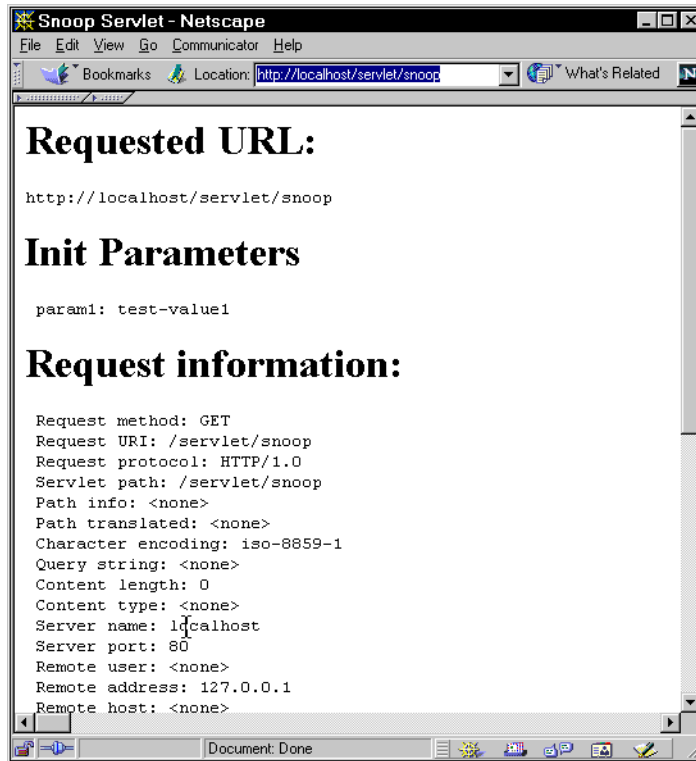 Snoop Servlet - Netscape
File Edit View Go Communicator Help
Bookmarks Location: http://localhost/servlet/snoop What's Related N
Requested URL:
http://localhost/servlet/snoop
Init Parameters
param1: test-value1
Request information:
Request method: GET
Request URI: /servlet/snoop
Request protocol: HTTP/1.0
Servlet path: /servlet/snoop
Path info: <none>
Path translated: <none>
Character encoding: iso-8859-1
Query string: <none>
Content length: 0
Content type: <none>
Server name: localhost
Server port: 80
Remote user: <none>
Remote address: 127.0.0.1
Remote host: <none>
Document: Done